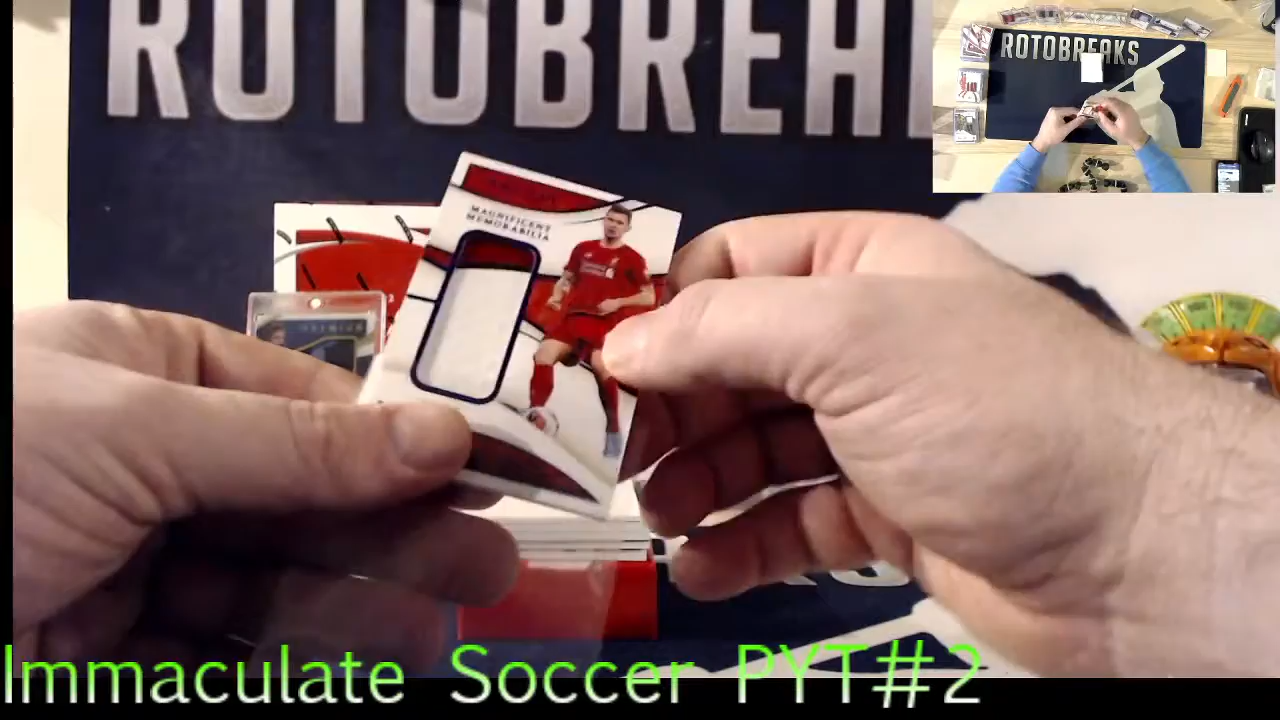 ROTOBREA
ROTOBREAKS
MAGNIFICENT
MEMORABILIA
Immaculate Soccer PYT#2